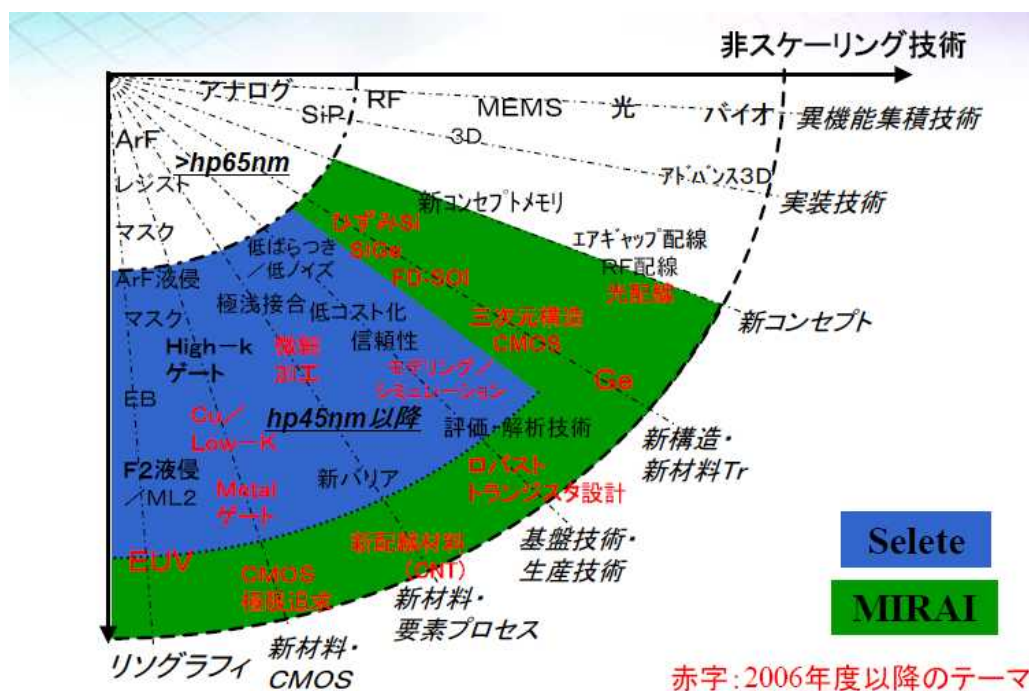 非スケーリング技術
アナログ
RF
MEMS
光
バイオ
異機能集積技術
SiP
3D
アドバンス3D
実装技術
ArF
>hp65nm
レジスト
マスク
新コンセプトメモリ
ひずみSi
SiGe
FD-SOI
エアギャップ配線
RF配線
光配線
新コンセプト
低ばらつき
/低ノイズ
ArF液侵
マスク
極浅接合
低コスト化
信頼性
三次元構造
CMOS
High-k
ゲート
微細
加工
モデリング/
シミュレーション
Ge
EB
Cu/
Low-K
hp45nm以降
評価・解析技術
新構造・
新材料Tr
F2液侵
/ML2
Metal
ゲート
新バリア
ロバスト
トランジスタ設計
基盤技術・
生産技術
EUV
CMOS
極限追求
新配線材料
(CNT)
新材料・
要素プロセス
リソグラフィ
新材料・
CMOS
Selete
MIRAI
赤字:2006年度以降のテーマ